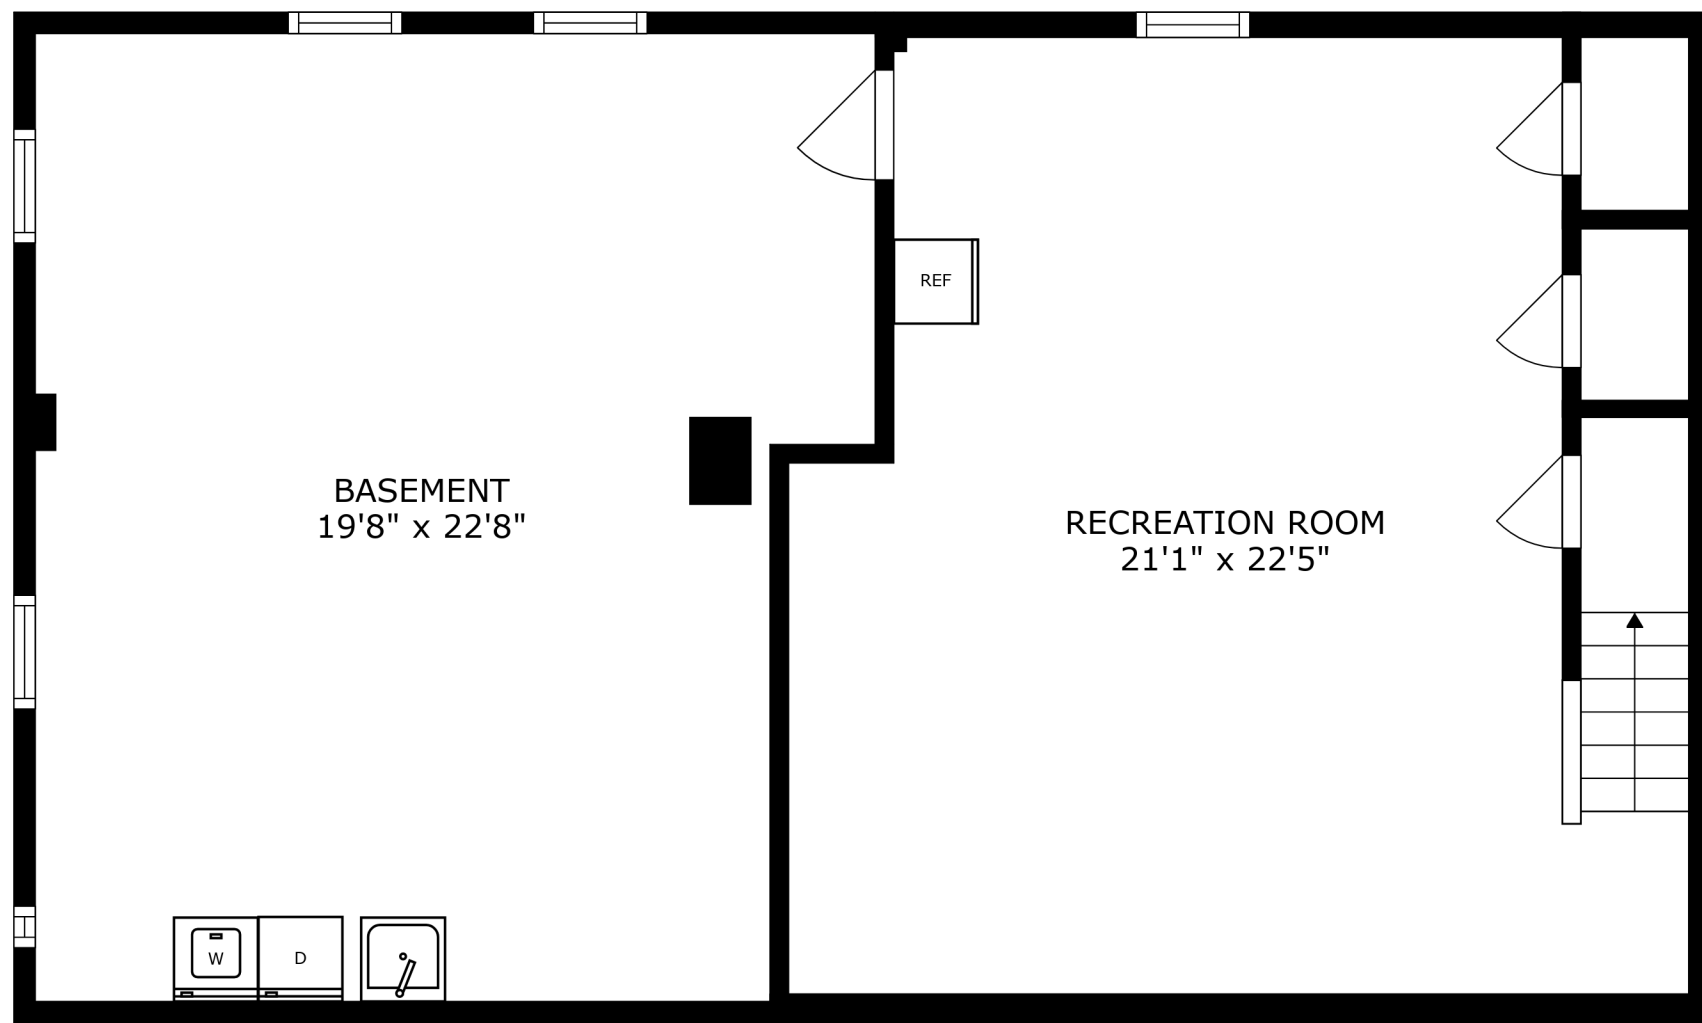 REF
BASEMENT
19'8" x 22'8"
RECREATION ROOM
21'1" x 22'5"
W
D